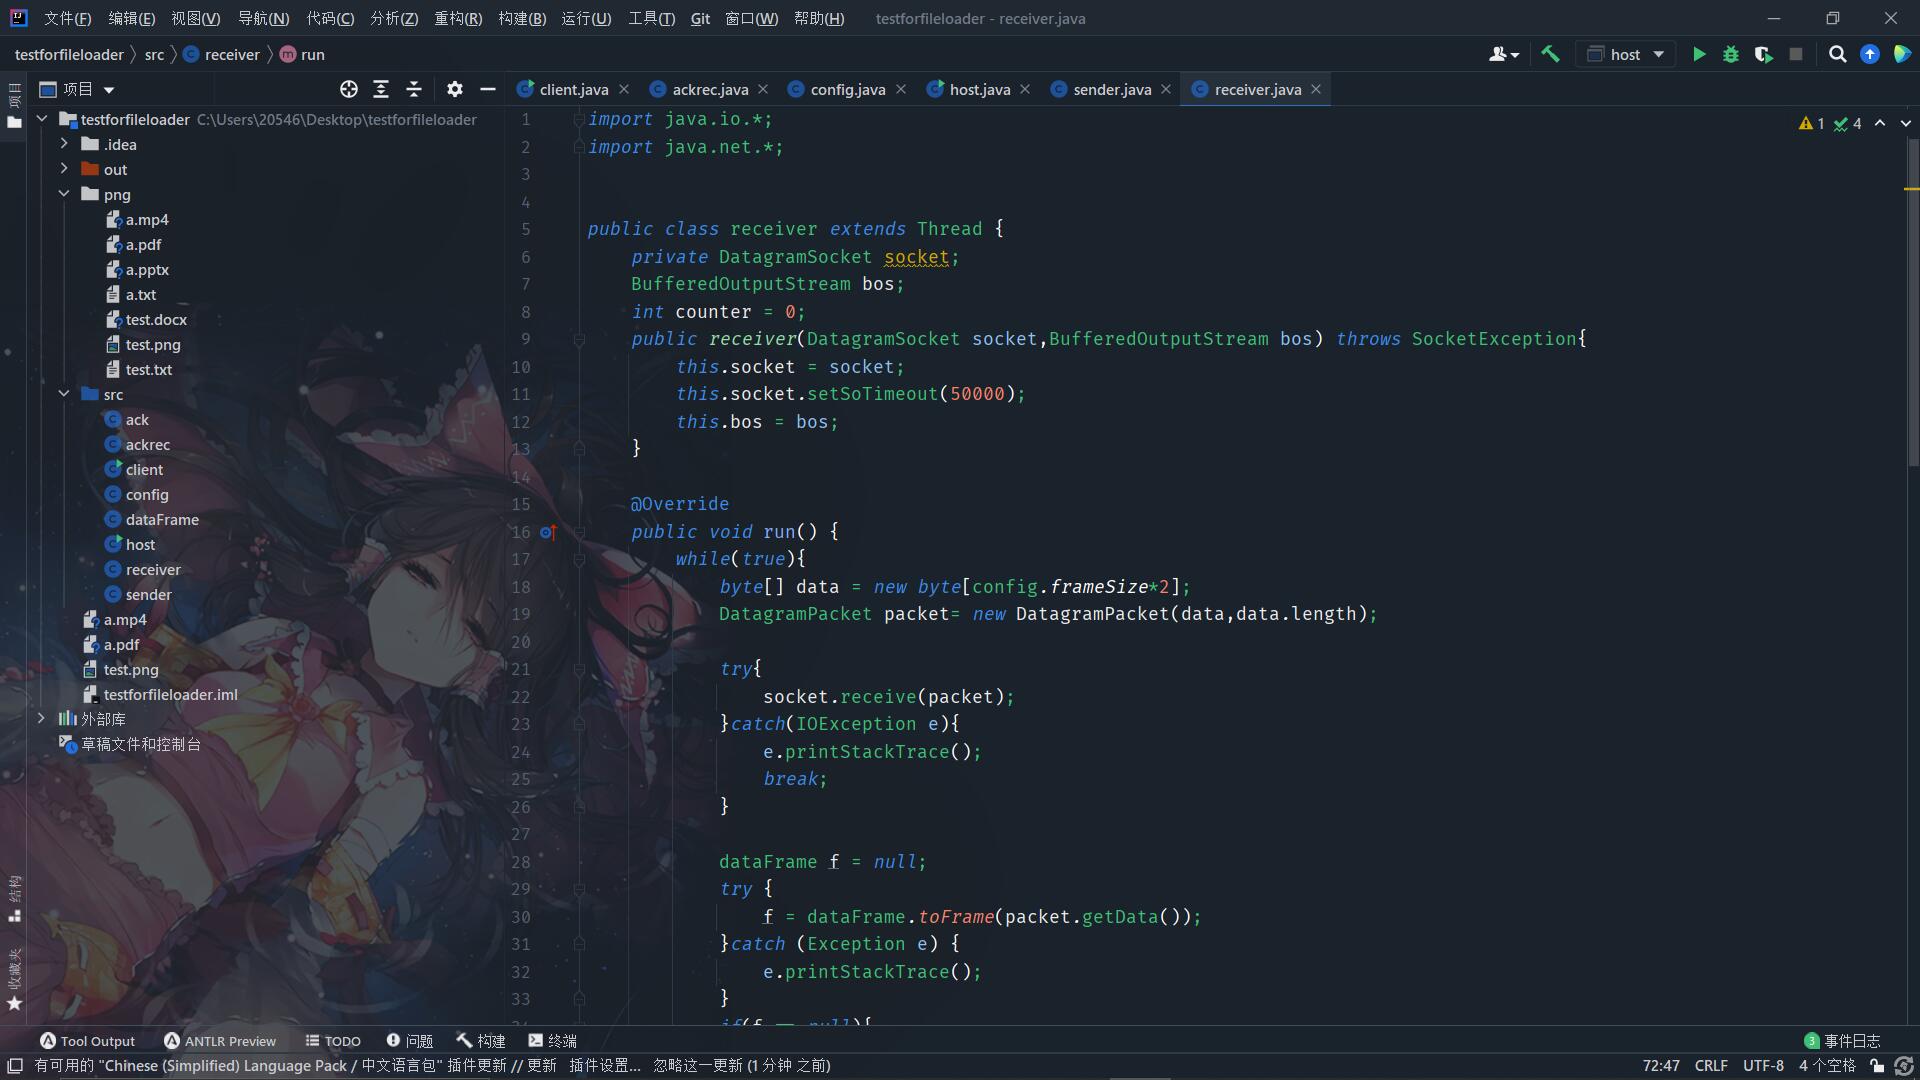 文件(F) 编辑(E) 视图(V) 导航(N) 代码(C) 分析(Z) 重构(R) 构建(B) 运行(U) 工具(T) Git 窗口(W) 帮助(H) testforfileloader - receiver.java
testforfileloader src receiver run host
项目 项目 client.java ackrec.java config.java host.java sender.java receiver.java
testforfileloader C:\Users\20546\Desktop\testforfileloader
.idea
out
png
a.mp4
a.pdf
a.pptx
a.txt
test.docx
test.png
test.txt
src
ack
ackrec
client
config
dataFrame
host
receiver
sender
a.mp4
a.pdf
test.png
testforfileloader.iml
外部库
草稿文件和控制台
结构
收藏夹
1 import java.io.*;
2 import java.net.*;
3
4
5 public class receiver extends Thread {
6 private DatagramSocket socket;
7 BufferedOutputStream bos;
8 int counter = 0;
9 public receiver(DatagramSocket socket,BufferedOutputStream bos) throws SocketException{
10 this.socket = socket;
11 this.socket.setSoTimeout(50000);
12 this.bos = bos;
13 }
14
15 @Override
16 public void run() {
17 while(true){
18 byte[] data = new byte[config.frameSize*2];
19 DatagramPacket packet= new DatagramPacket(data,data.length);
20
21 try{
22 socket.receive(packet);
23 }catch(IOException e){
24 e.printStackTrace();
25 break;
26 }
27
28 dataFrame f = null;
29 try {
30 f = dataFrame.toFrame(packet.getData());
31 }catch (Exception e) {
32 e.printStackTrace();
33 }
34 if(f == null){
1 4
Tool Output ANTLR Preview TODO 问题 构建 终端 3 事件日志
有可用的 "Chinese (Simplified) Language Pack / 中文语言包" 插件更新 // 更新 插件设置... 忽略这一更新 (1 分钟 之前) 72:47 CRLF UTF-8 4 个空格